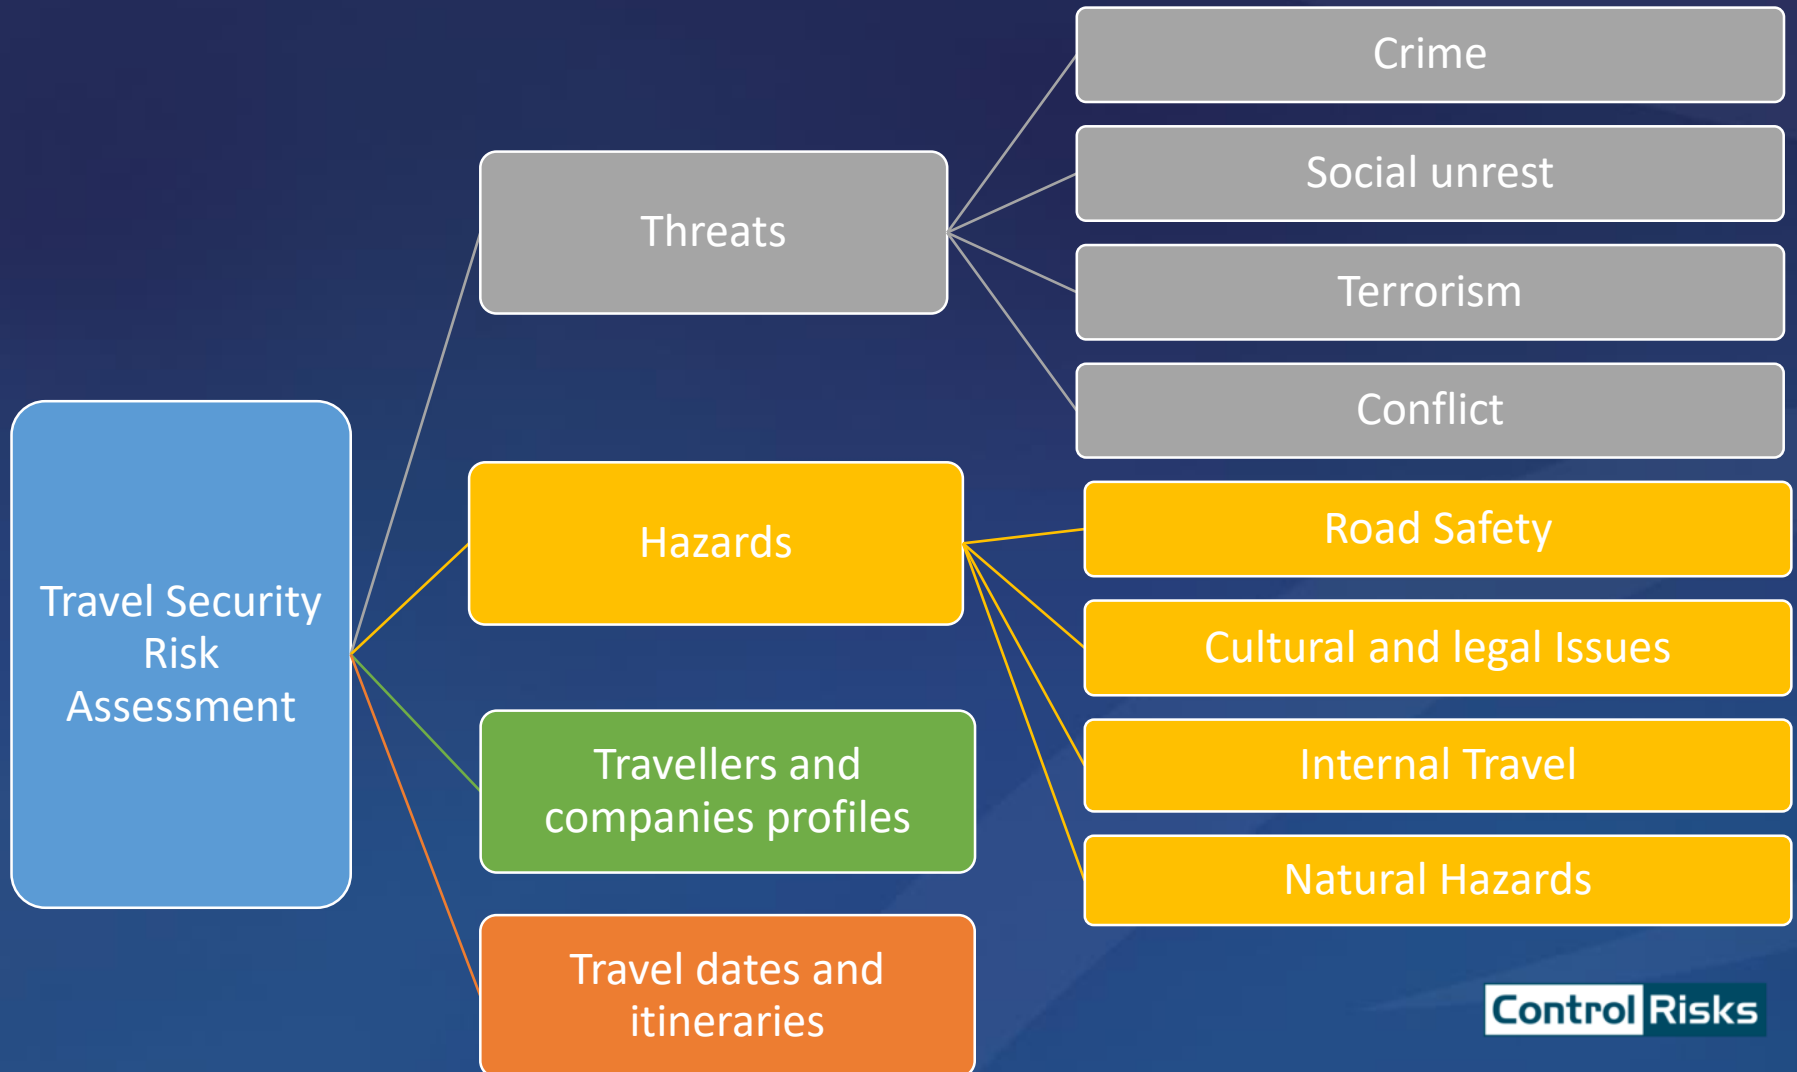 Travel Security
Risk
Assessment
Threats
Crime
Social unrest
Terrorism
Conflict
Hazards
Road Safety
Cultural and legal Issues
Internal Travel
Natural Hazards
Travellers and
companies profiles
Travel dates and
itineraries
Control Risks